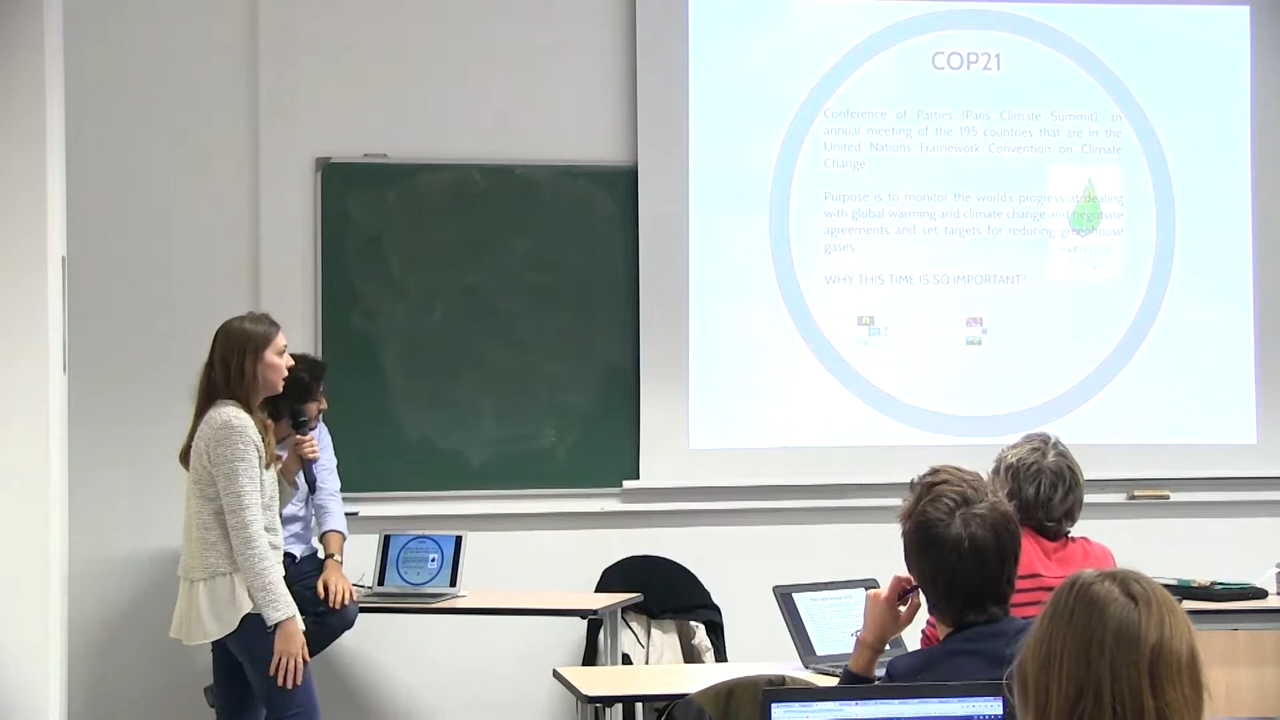 COP21
Conference of Parties (Paris Climate Summit), an
annual meeting of the 195 countries that are in the
United Nations Framework Convention on Climate
Change
Purpose is to monitor the world's progress at dealing
with global warming and climate change and negotiate
agreements and set targets for reducing greenhouse
gases
WHY THIS TIME IS SO IMPORTANT?